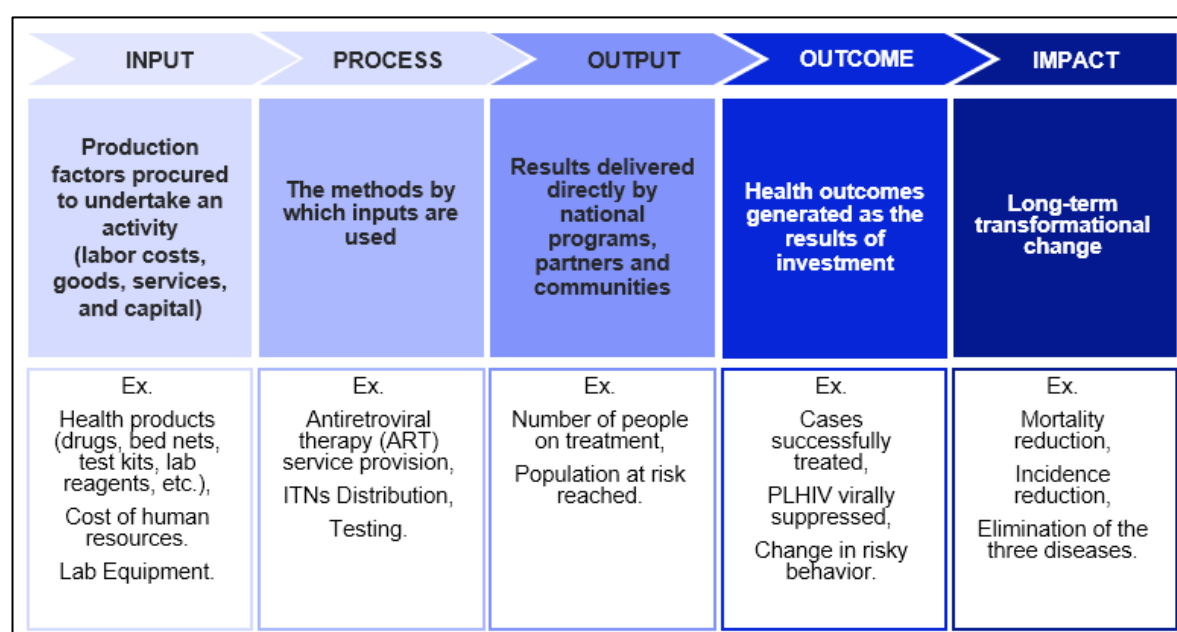 INPUT
PROCESS
OUTPUT
OUTCOME
IMPACT
Production
factors procured
to undertake an
activity
(labor costs,
goods, services,
and capital)
The methods by
which inputs are
used
Results delivered
directly by
national
programs,
partners and
communities
Health outcomes
generated as the
results of
investment
Long-term
transformational
change
Ex.
Health products
(drugs, bed nets,
test kits, lab
reagents, etc.),
Cost of human
resources.
Lab Equipment.
Ex.
Antiretroviral
therapy (ART)
service provision,
ITNs Distribution,
Testing.
Ex.
Number of people
on treatment,
Population at risk
reached.
Ex.
Cases
successfully
treated,
PLHIV virally
suppressed,
Change in risky
behavior.
Ex.
Mortality
reduction,
Incidence
reduction,
Elimination of the
three diseases.